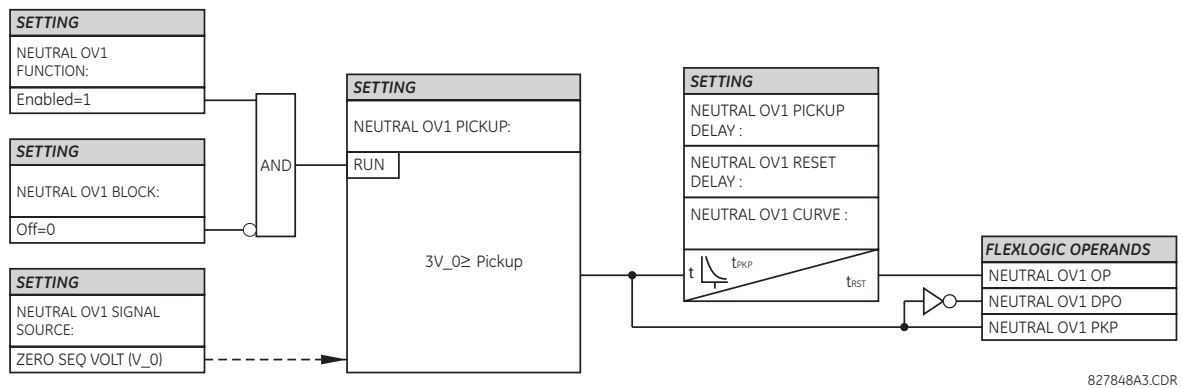 SETTING
NEUTRAL OV1
FUNCTION:
Enabled=1
SETTING
NEUTRAL OV1 BLOCK:
Off=0
SETTING
NEUTRAL OV1 SIGNAL
SOURCE:
ZERO SEQ VOLT (V_0)
AND
SETTING
NEUTRAL OV1 PICKUP:
RUN
3V_0≥ Pickup
SETTING
NEUTRAL OV1 PICKUP
DELAY :
NEUTRAL OV1 RESET
DELAY :
NEUTRAL OV1 CURVE :
t
tPKP
tRST
FLEXLOGIC OPERANDS
NEUTRAL OV1 OP
NEUTRAL OV1 DPO
NEUTRAL OV1 PKP
827848A3.CDR